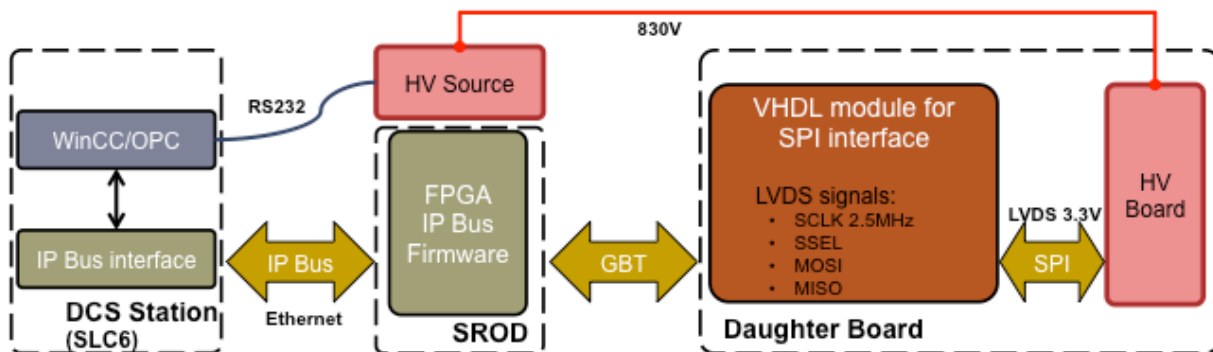 830V
HV Source
RS232
WinCC/OPC
IP Bus interface
DCS Station
(SLC6)
IP Bus
Ethernet
FPGA
IP Bus
Firmware
SROD
GBT
VHDL module for
SPI interface
LVDS signals:
• SCLK 2.5MHz
• SSEL
• MOSI
• MISO
Daughter Board
LVDS 3.3V
SPI
HV
Board